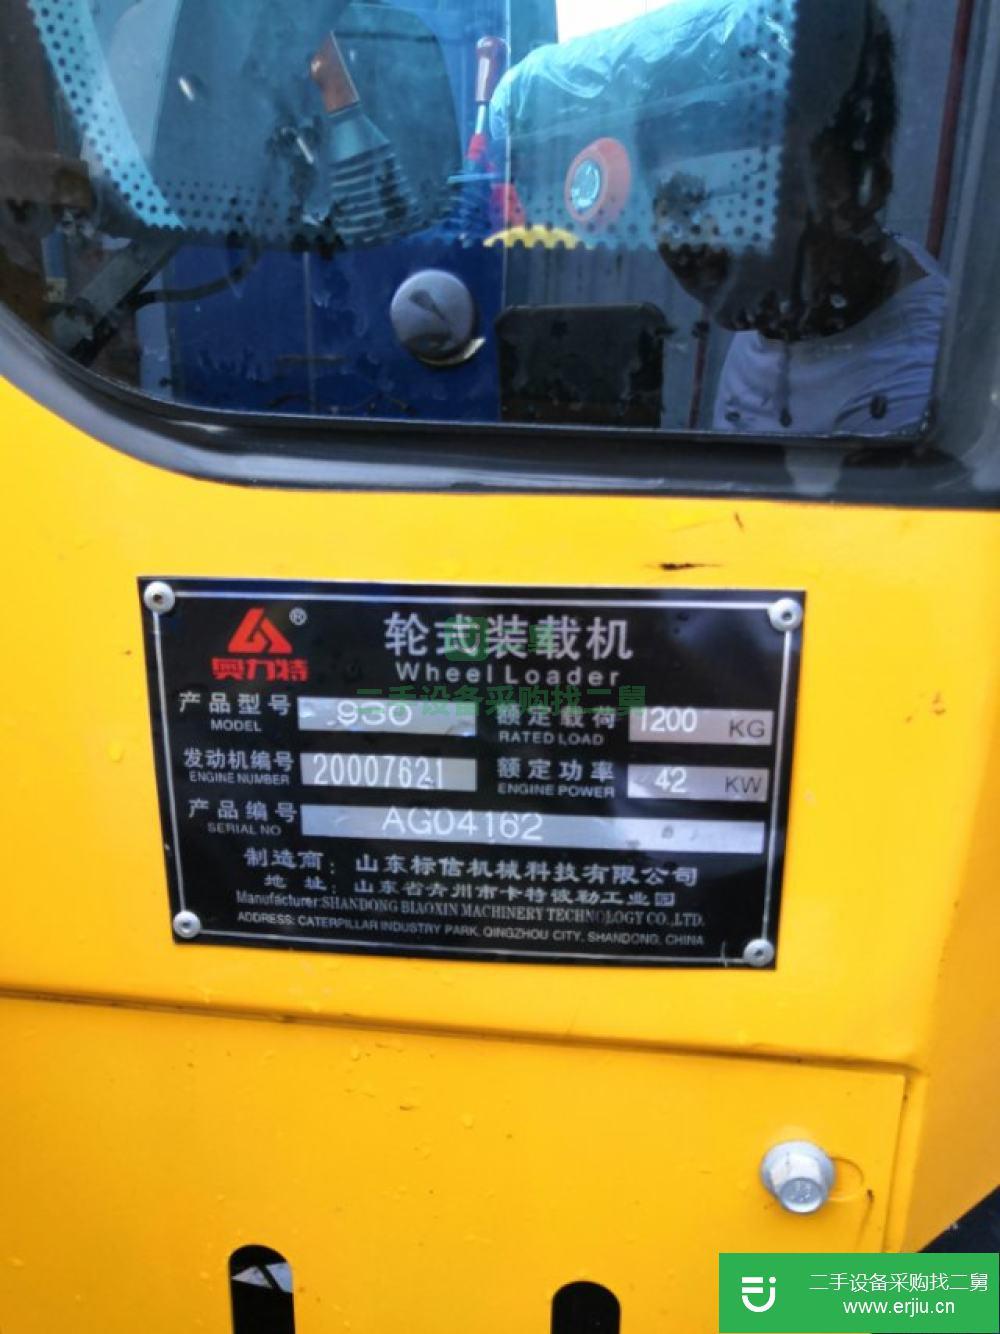 奥力特
®
轮式装载机
Wheel Loader
二手设备采购找二舅
产品型号 930 额定载荷 1200 KG
MODEL RATED LOAD
发动机编号 20007621 额定功率 42 KW
ENGINE NUMBER ENGINE POWER
产品编号 AG04162
SERIAL NO
制造商：山东标信机械科技有限公司
地 址：山东省青州市卡特诚勒工业园
Manufacturer:SHANDONG BIAOXIN MACHINERY TECHNOLOGY CO.,LTD.
ADDRESS: CATERPILLAR INDUSTRY PARK, QINGZHOU CITY, SHANDONG, CHINA
二手设备采购找二舅
www.erjiu.cn